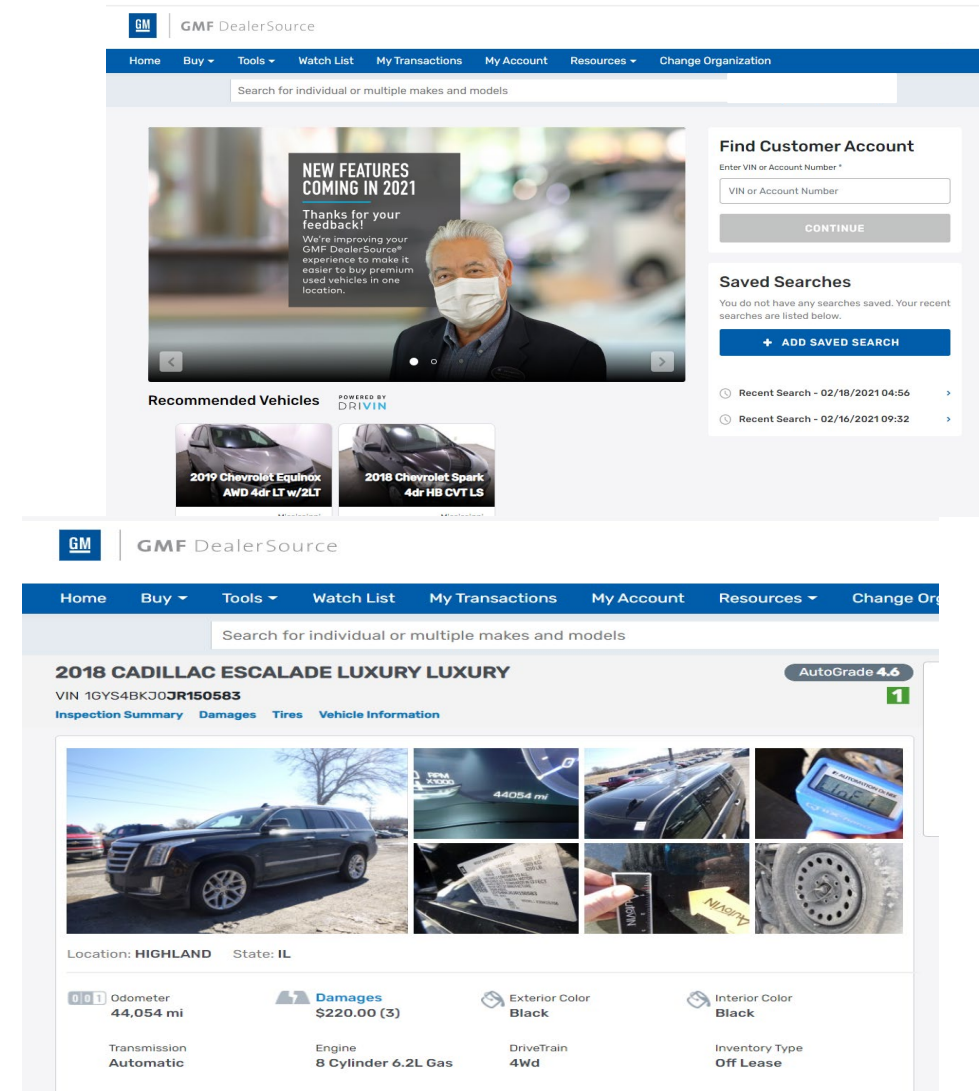 GM GMF DealerSource
Home Buy Tools Watch List My Transactions My Account Resources Change Organization
Search for individual or multiple makes and models
NEW FEATURES
COMING IN 2021
Thanks for your
feedback!
We're improving your
GMF DealerSource®
experience to make it
easier to buy premium
used vehicles in one
location.
Find Customer Account
Enter VIN or Account Number *
VIN or Account Number
CONTINUE
Saved Searches
You do not have any searches saved. Your recent
searches are listed below.
+ ADD SAVED SEARCH
Recent Search - 02/18/2021 04:56
Recent Search - 02/16/2021 09:32
Recommended Vehicles POWERED BY
DRIVIN
2019 Chevrolet Equinox
AWD 4dr LT w/2LT
2018 Chevrolet Spark
4dr HB CVT LS
GM GMF DealerSource
Home Buy Tools Watch List My Transactions My Account Resources Change Org
Search for individual or multiple makes and models
2018 CADILLAC ESCALADE LUXURY LUXURY
AutoGrade 4.6
VIN 1GYS4BKJ0JR150583
1
Inspection Summary Damages Tires Vehicle Information
RPM
X1000
44054 mi
AUTOMATION
AutoVIN
Location: HIGHLAND State: IL
001 Odometer
44,054 mi
Damages
$220.00 (3)
Exterior Color
Black
Interior Color
Black
Transmission
Automatic
Engine
8 Cylinder 6.2L Gas
DriveTrain
4Wd
Inventory Type
Off Lease